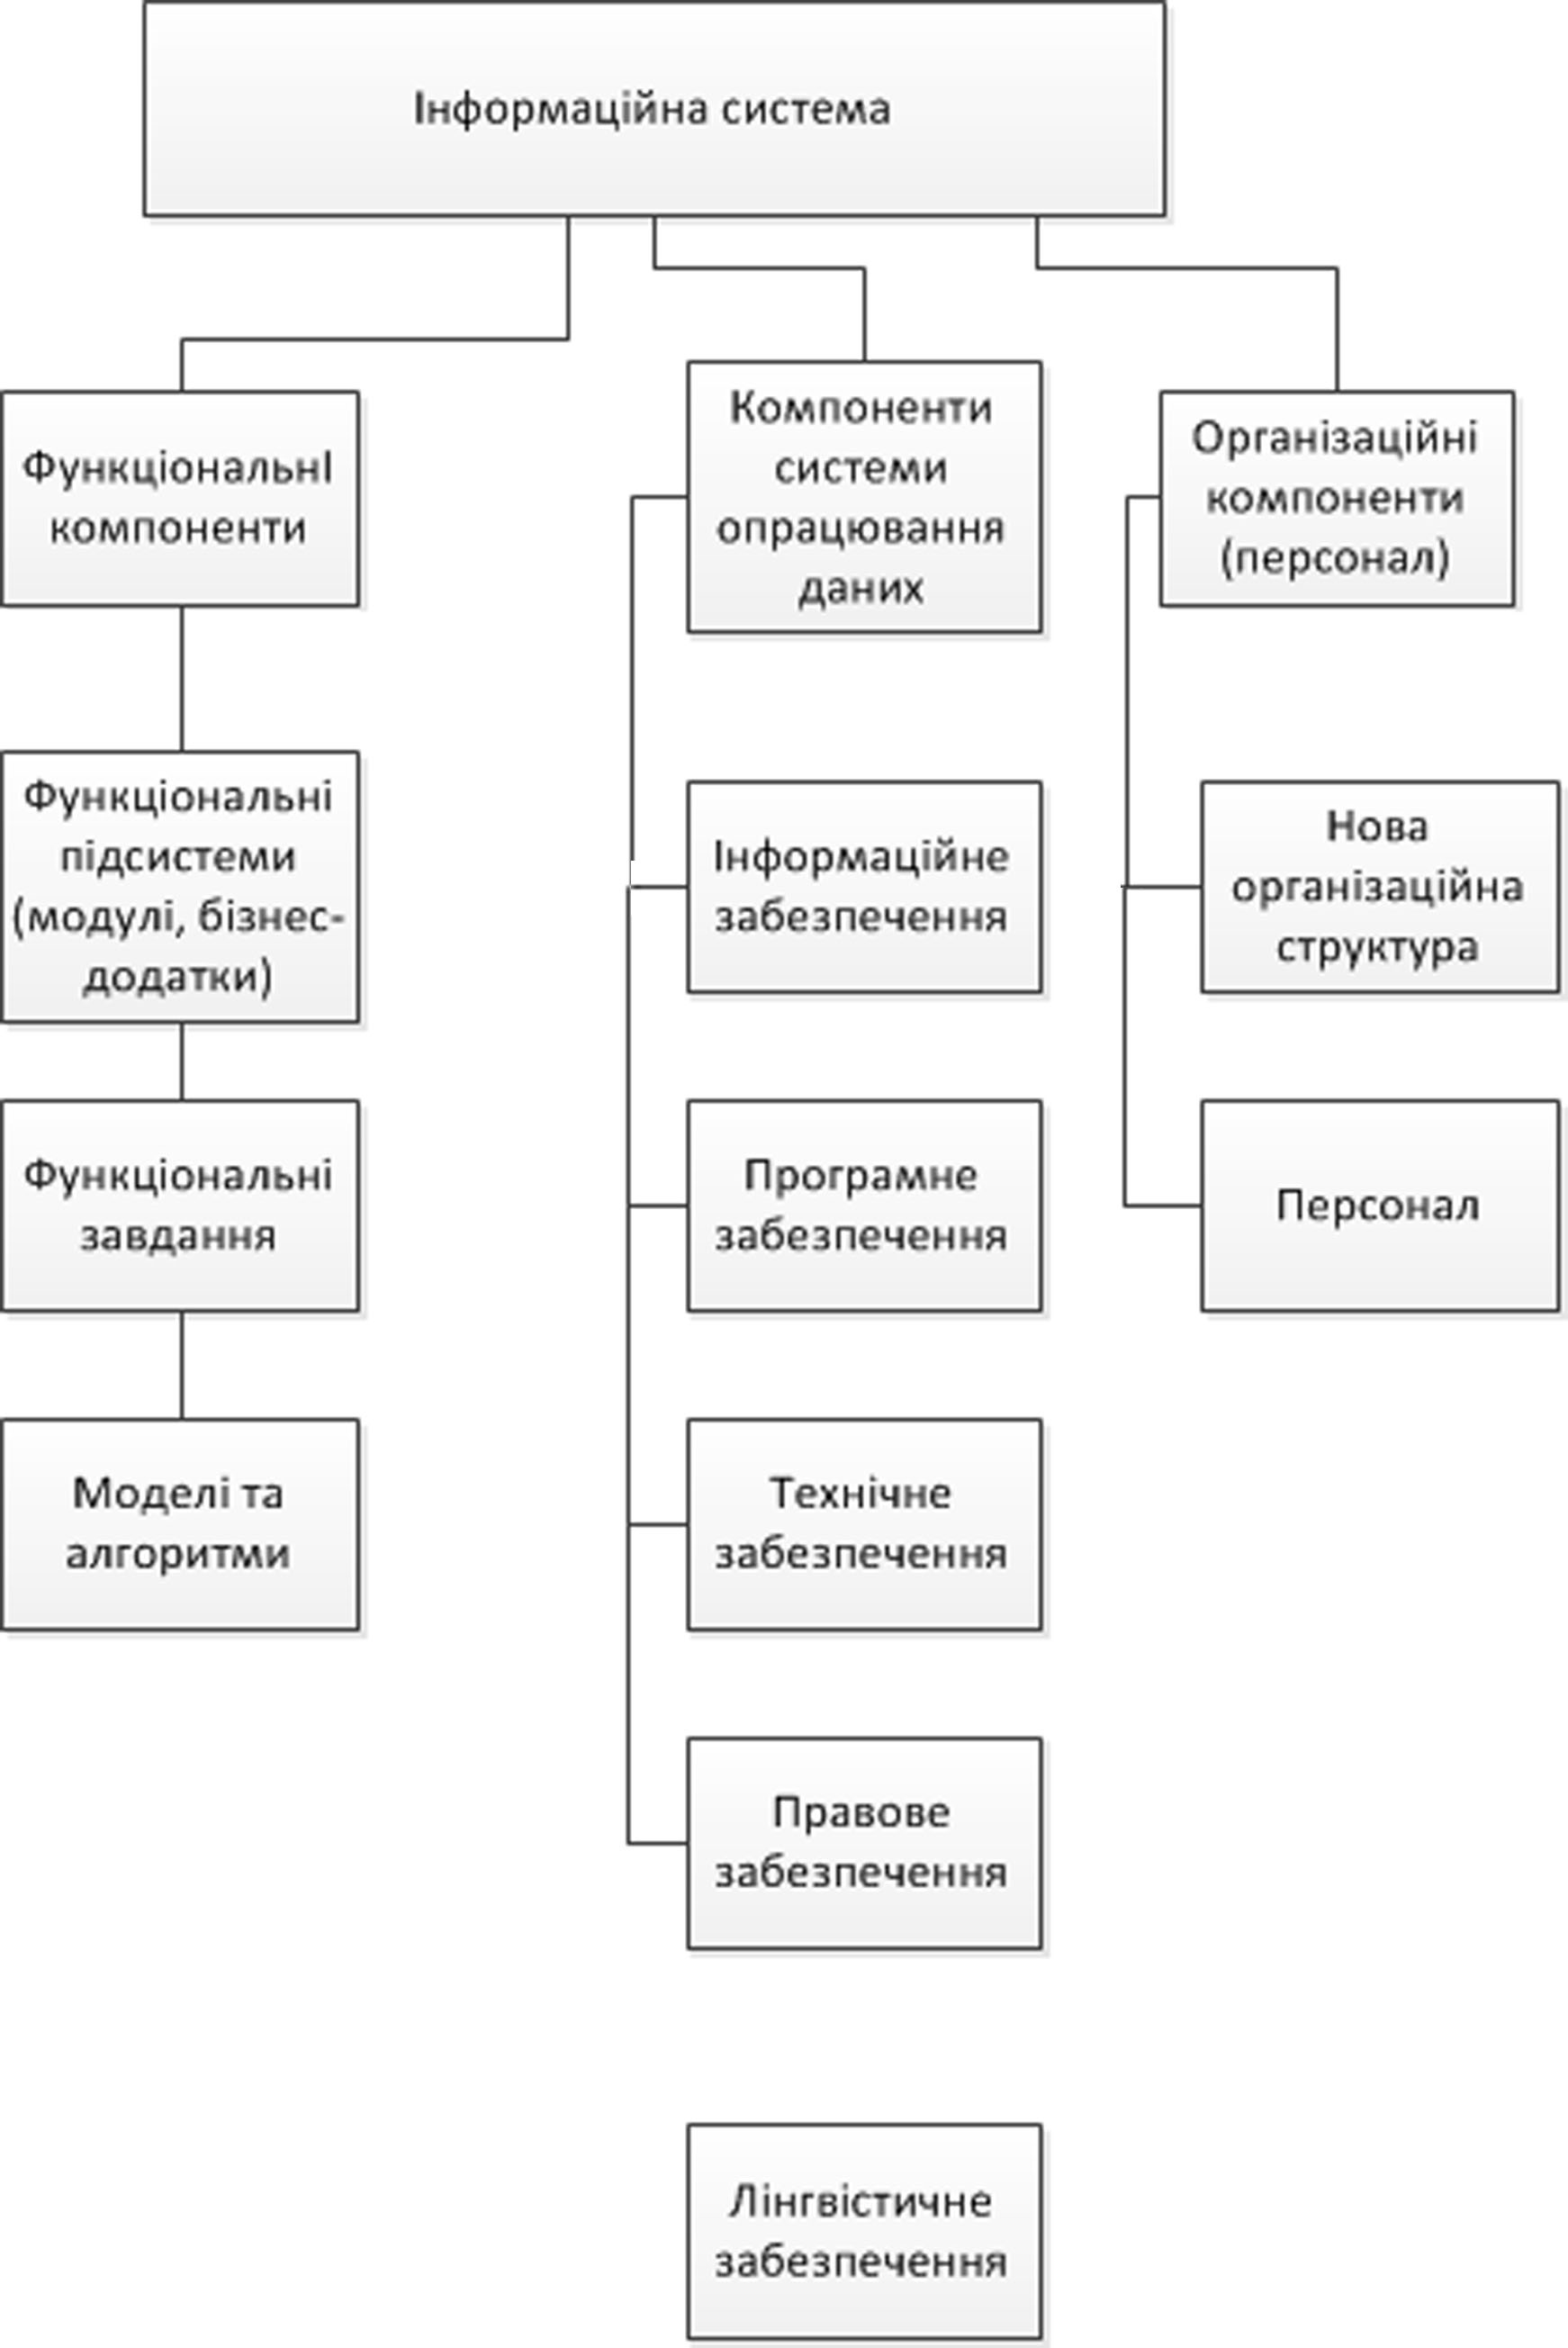 Інформаційна система
ФункціональнІ
компоненти
Компоненти
системи
опрацювання
даних
Організаційні
компоненти
(персонал)
Функціональні
підсистеми
(модулі, бізнес-
додатки)
Інформаційне
забезпечення
Нова
організаційна
структура
Функціональні
завдання
Програмне
забезпечення
Персонал
Моделі та
алгоритми
Технічне
забезпечення
Правове
забезпечення
Лінгвістичне
забезпечення